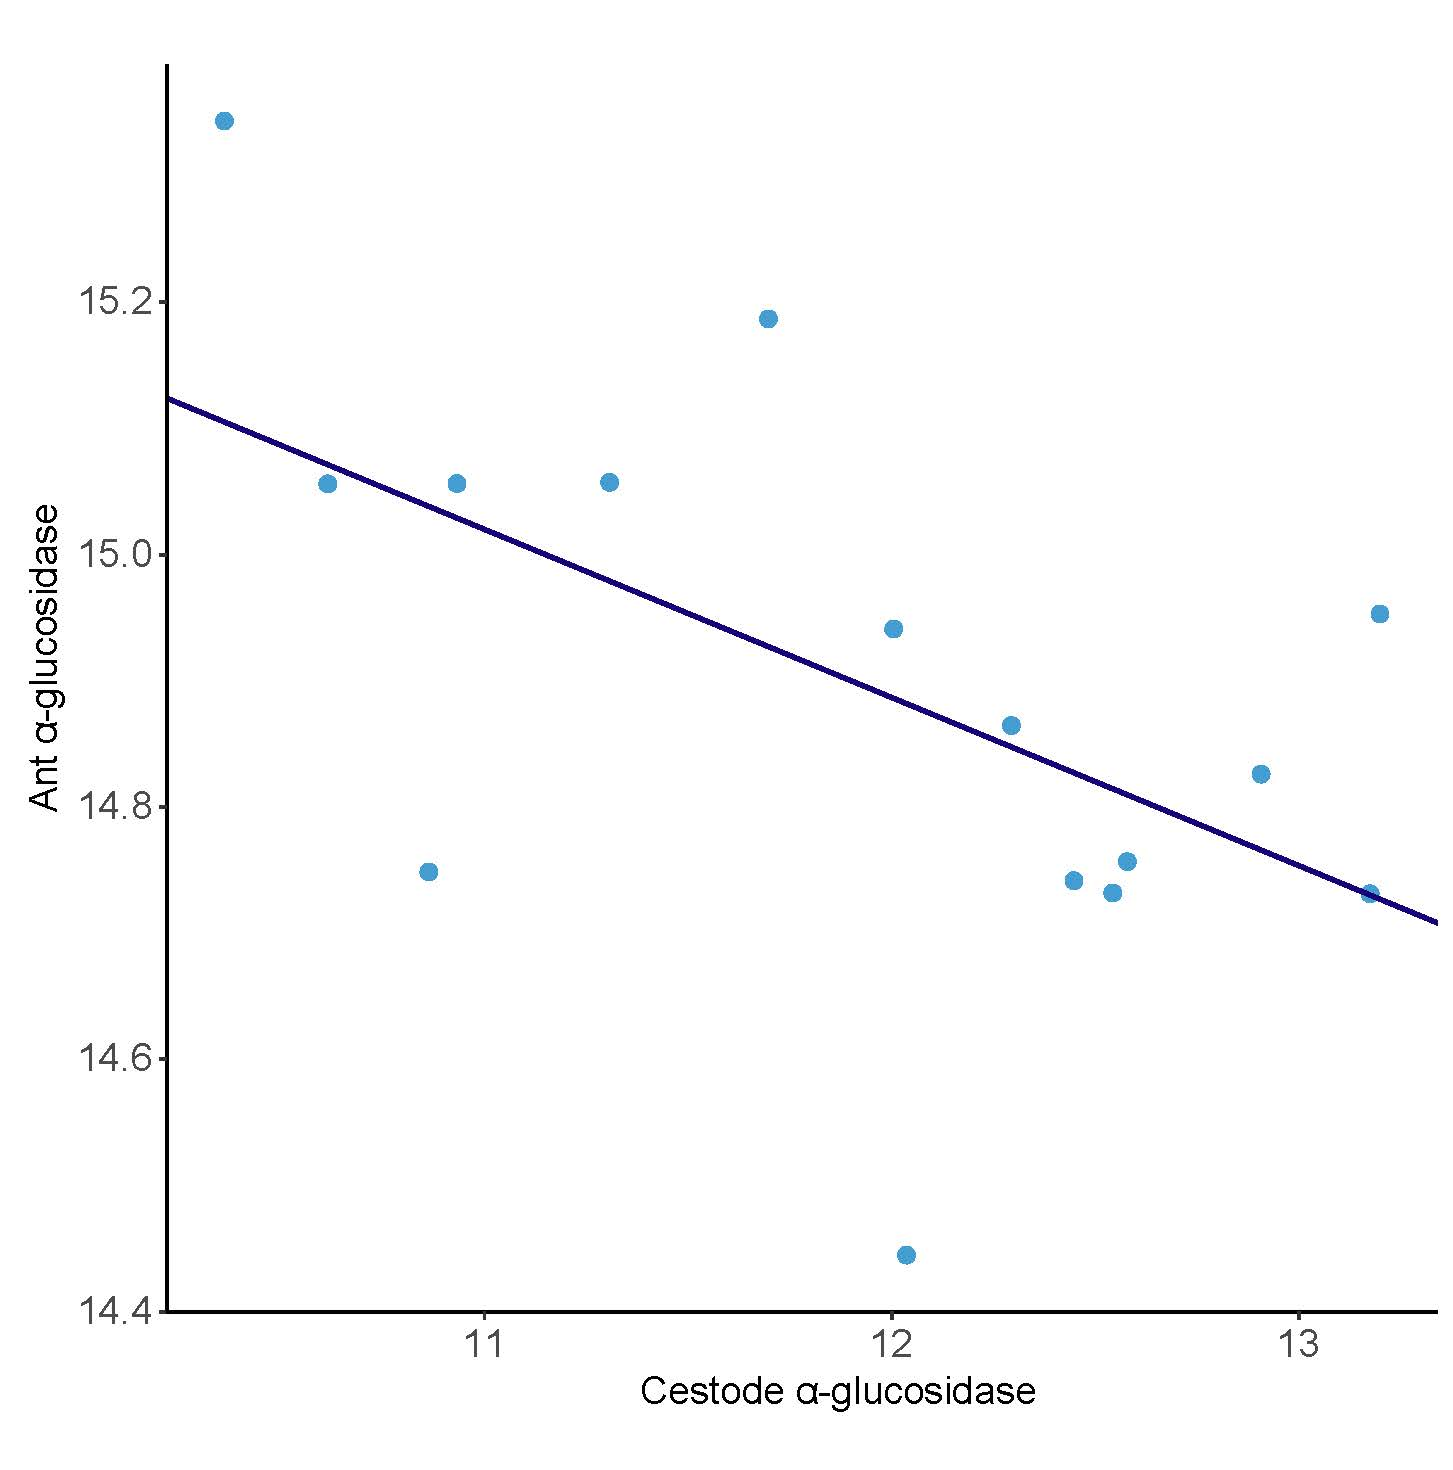 Ant α-glucosidase
15.2
15.0
14.8
14.6
14.4
11 12 13
Cestode α-glucosidase